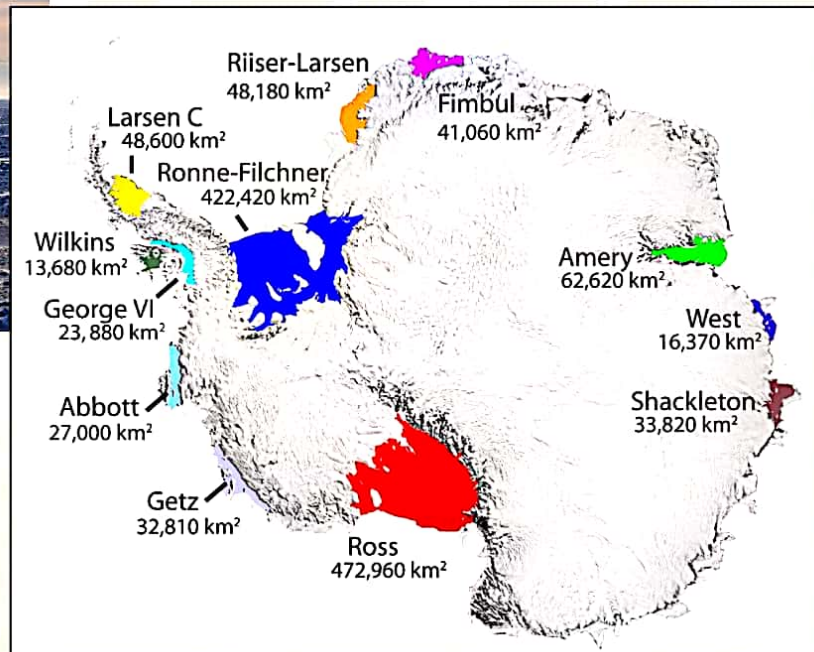 Riiser-Larsen
48,180 km²
Fimbul
41,060 km²
Larsen C
48,600 km²
Ronne-Filchner
422,420 km²
Wilkins
13,680 km²
George VI
23,880 km²
Amery
62,620 km²
West
16,370 km²
Abbott
27,000 km²
Shackleton
33,820 km²
Getz
32,810 km²
Ross
472,960 km²